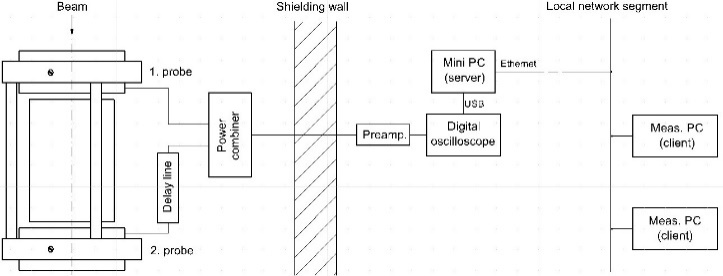 Beam
Shielding wall
Local network segment
1. probe
Mini PC
(server)
Ethernet
USB
Power
combiner
Preamp.
Digital
oscilloscope
Meas. PC
(client)
Delay line
2. probe
Meas. PC
(client)